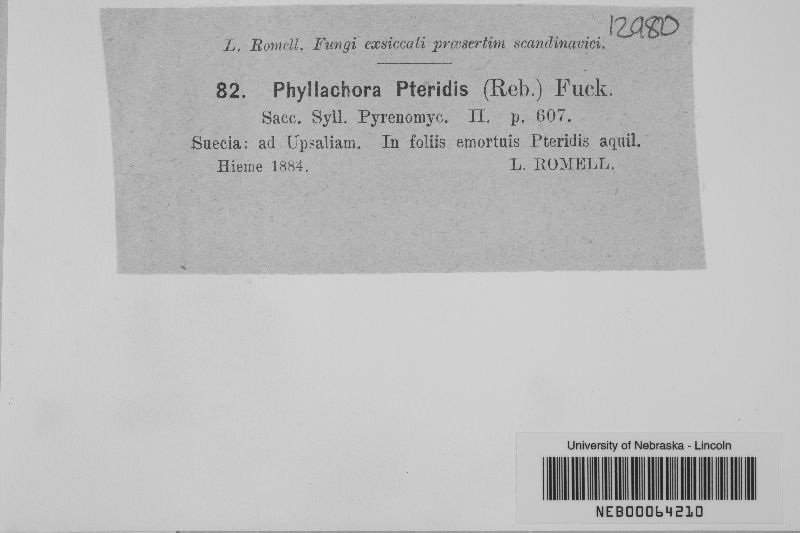 12980
L. Romell. Fungi exsiccati præsertim scandinavici.
82. Phyllachora Pteridis (Reb.) Fuck.
Sacc. Syll. Pyrenomyc. II. p. 607.
Suecia: ad Upsaliam. In foliis emortuis Pteridis aquil.
Hieme 1884. L. ROMELL.
University of Nebraska - Lincoln
NEB00064210